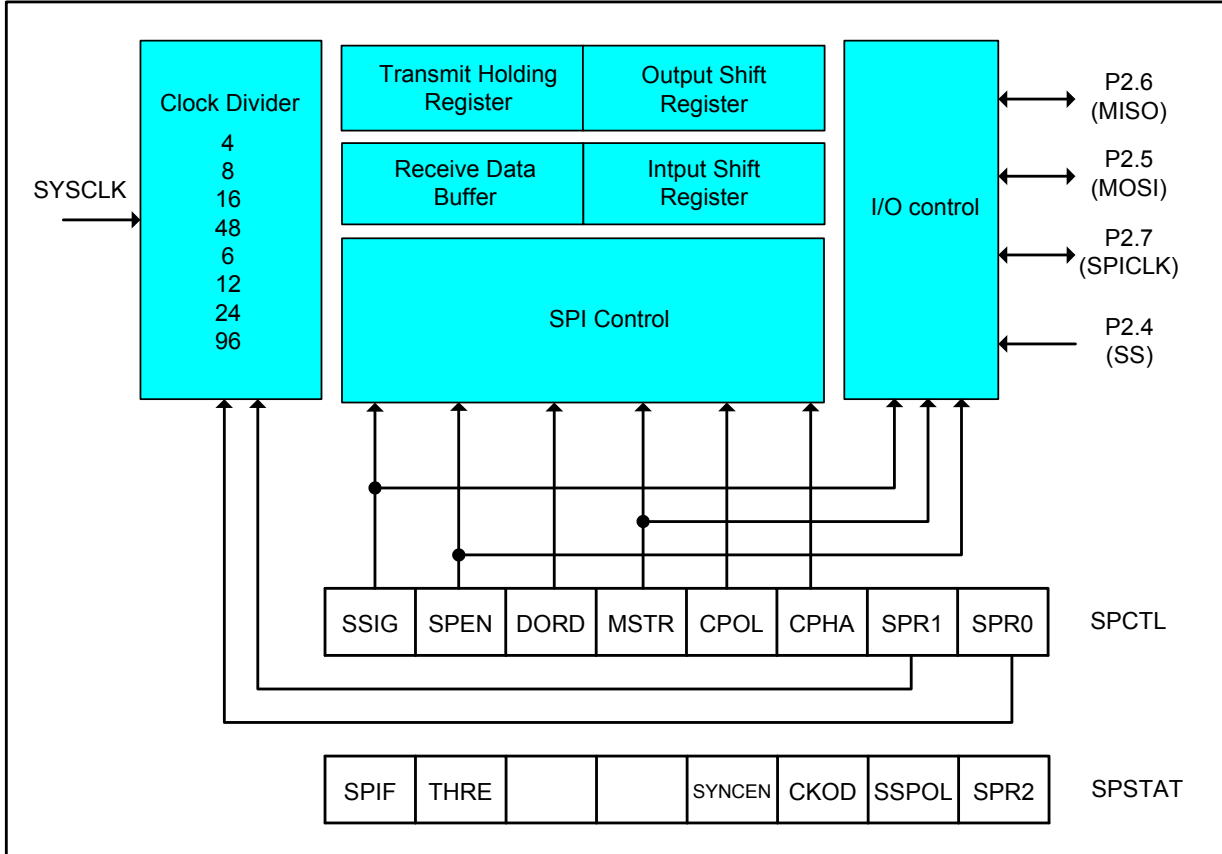 SYSCLK
Clock Divider
4
8
16
48
6
12
24
96
Transmit Holding
Register
Output Shift
Register
Receive Data
Buffer
Intput Shift
Register
SPI Control
I/O control
P2.6
(MISO)
P2.5
(MOSI)
P2.7
(SPICLK)
P2.4
(SS)
SSIG SPEN DORD MSTR CPOL CPHA SPR1 SPR0 SPCTL
SPIF THRE SYNCEN CKOD SSPOL SPR2 SPSTAT